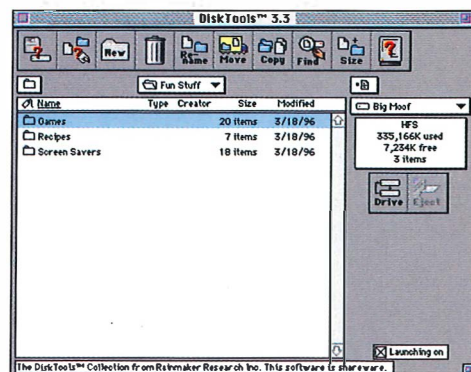 DiskTools™ 3.3
New
Re-name
Move
Copy
Find
Size
Fun Stuff
Name Type Creator Size Modified
Games 20 items 3/18/96
Recipes 7 items 3/18/96
Screen Savers 18 items 3/18/96
Big Moof
HFS
335,166K used
7,234K free
3 items
Drive
Eject
Launching on
The DiskTools™ Collection from Rainmaker Research Inc. This software is shareware.